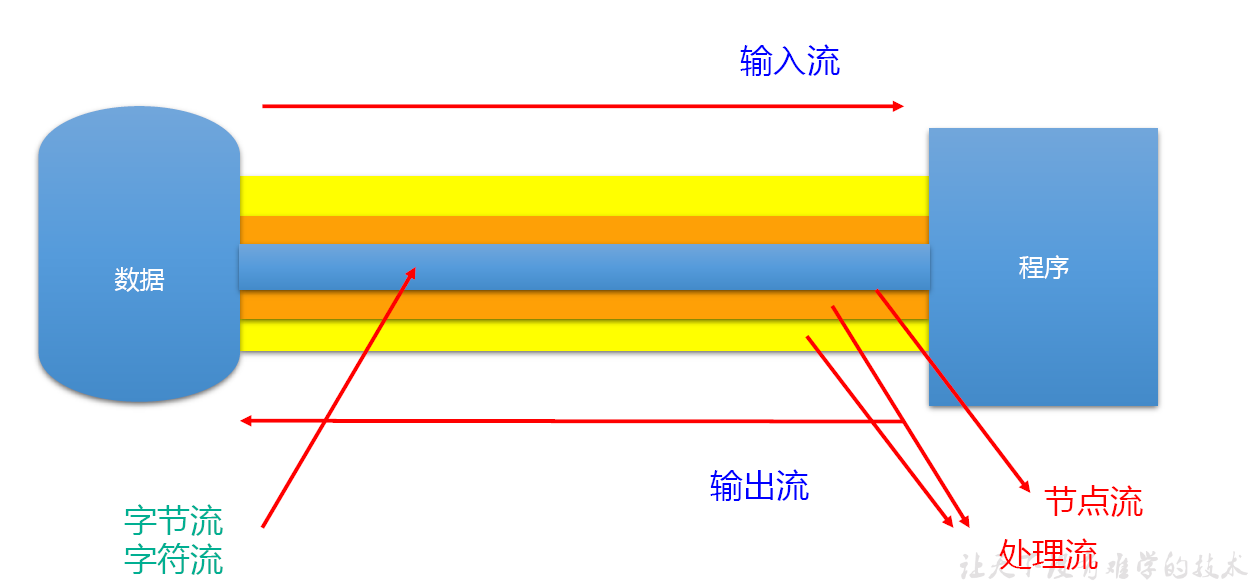 输入流
数据
程序
输出流
节点流
字节流
字符流
处理流
让天下没有难学的技术